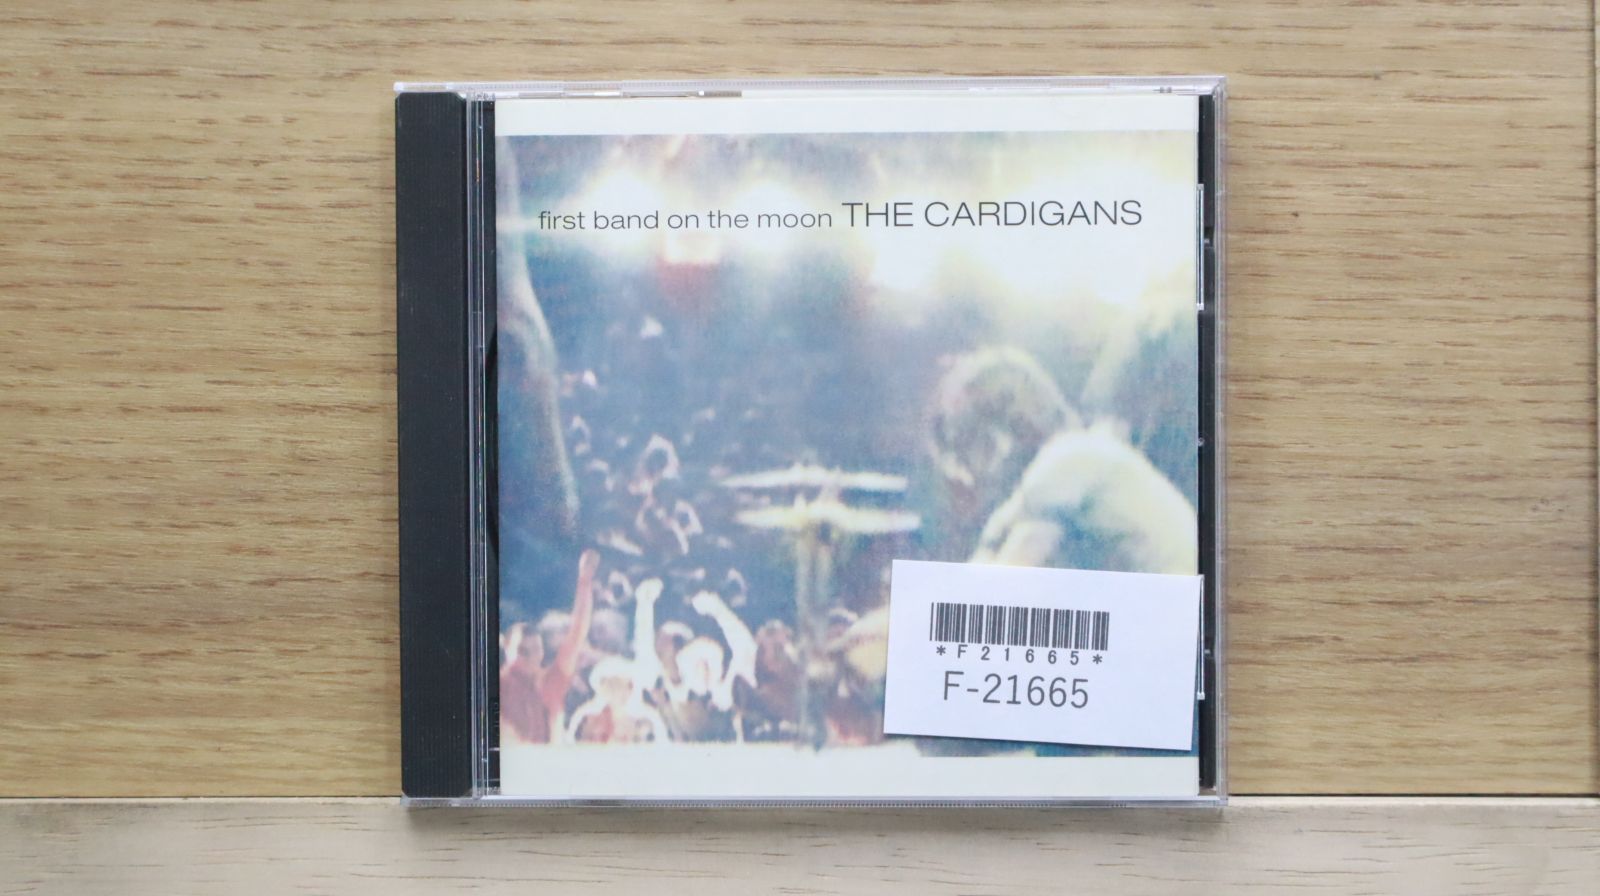 first band on the moon THE CARDIGANS
*F21665*
F-21665